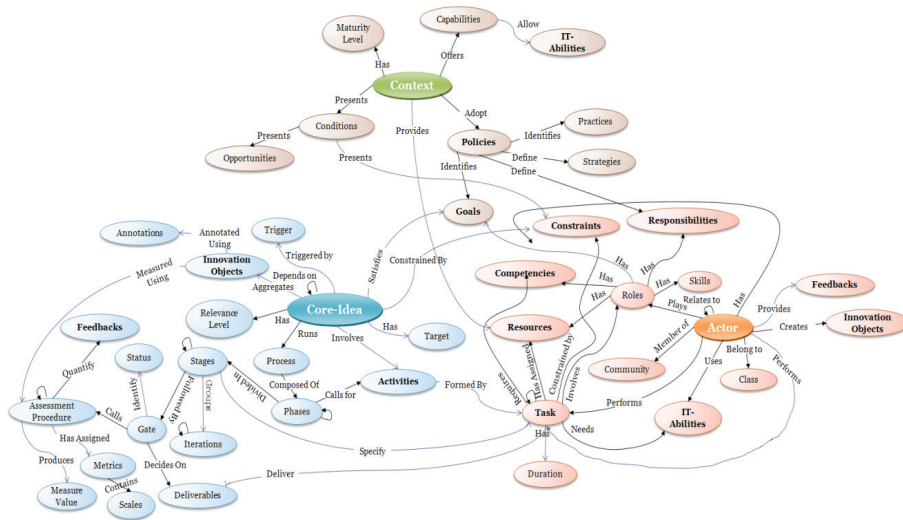 Maturity
Level
Capabilities
Allow
IT-
Abilities
Has
Offers
Context
Presents
Adopt
Conditions
Provides
Practices
Presents
Policies
Identifies
Opportunities
Presents
Define
Strategies
Identifies
Define
Goals
Constraints
Responsibilities
Annotations
Annotated
Using
Trigger
Triggered by
Innovation
Objects
Satisfies
Constrained By
Has
Measured
Using
Depends on
Aggregates
Competencies
Has
Has
Skills
Has
Has
Relates to
Provides
Feedbacks
Core-Idea
Relevance
Level
Has
Has
Target
Roles
Has
Plays
Actor
Creates
Innovation
Objects
Resources
Runs
Involves
Feedbacks
Status
Stages
Process
Member of
Uses
Belong to
Performs
Community
Class
Quantify
Identify
Followed By
Groups
Divided In
Composed Of
Calls for
Activities
Formed By
Requires
Has Assigned
Constrained by
Involves
Performs
IT-
Abilities
Assessment
Procedure
Calls
Gate
Phases
Task
Has
Needs
Has Assigned
Iterations
Specify
Produces
Metrics
Decides On
Deliver
Duration
Measure
Value
Contains
Scales
Deliverables